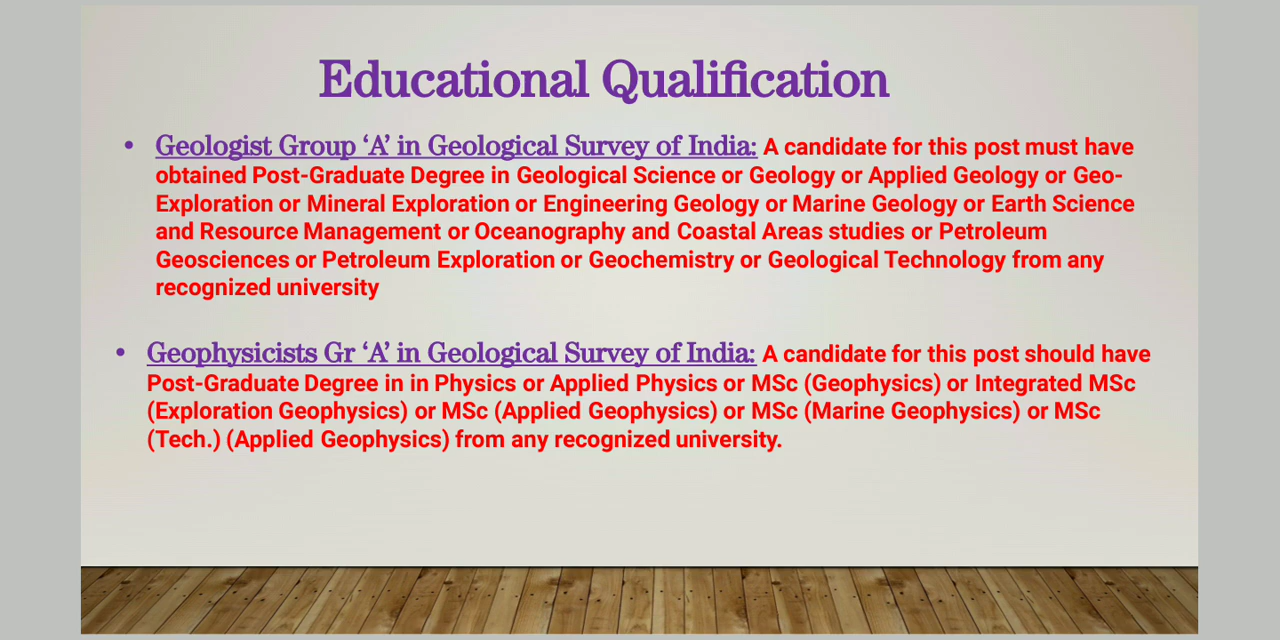 Educational Qualification
• Geologist Group ‘A’ in Geological Survey of India: A candidate for this post must have
obtained Post-Graduate Degree in Geological Science or Geology or Applied Geology or Geo-
Exploration or Mineral Exploration or Engineering Geology or Marine Geology or Earth Science
and Resource Management or Oceanography and Coastal Areas studies or Petroleum
Geosciences or Petroleum Exploration or Geochemistry or Geological Technology from any
recognized university
• Geophysicists Gr ‘A’ in Geological Survey of India: A candidate for this post should have
Post-Graduate Degree in in Physics or Applied Physics or MSc (Geophysics) or Integrated MSc
(Exploration Geophysics) or MSc (Applied Geophysics) or MSc (Marine Geophysics) or MSc
(Tech.) (Applied Geophysics) from any recognized university.